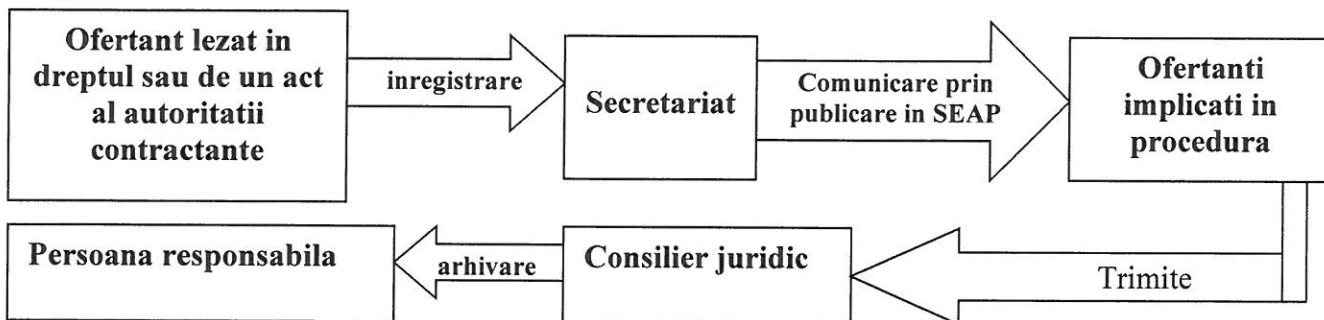 Ofertant lezat in
dreptul sau de un act
al autoritatii
contractante
inregistrare
Secretariat
Comunicare prin
publicare in SEAP
Ofertanti
implicati in
procedura
Trimite
Consilier juridic
arhivare
Persoana responsabila